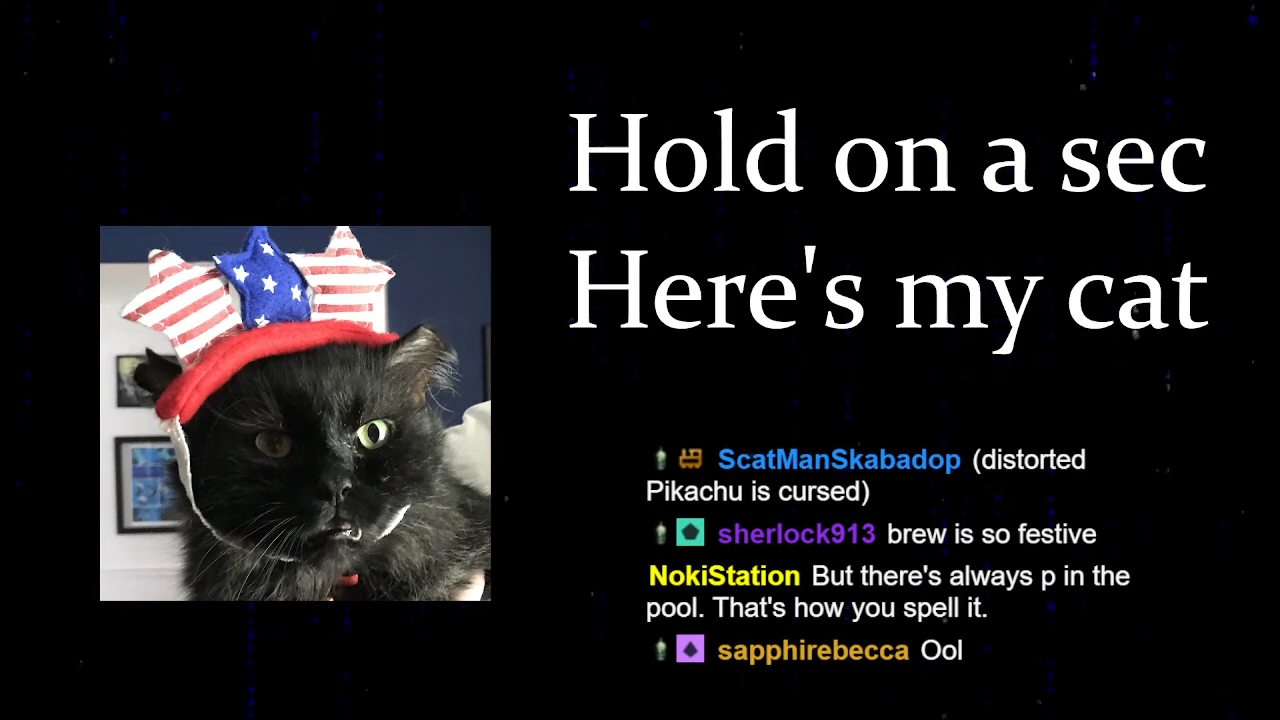 Hold on a sec
Here's my cat
ScatManSkabadop (distorted
Pikachu is cursed)
sherlock913 brew is so festive
NokiStation But there's always p in the
pool. That's how you spell it.
sapphirebecca Ool